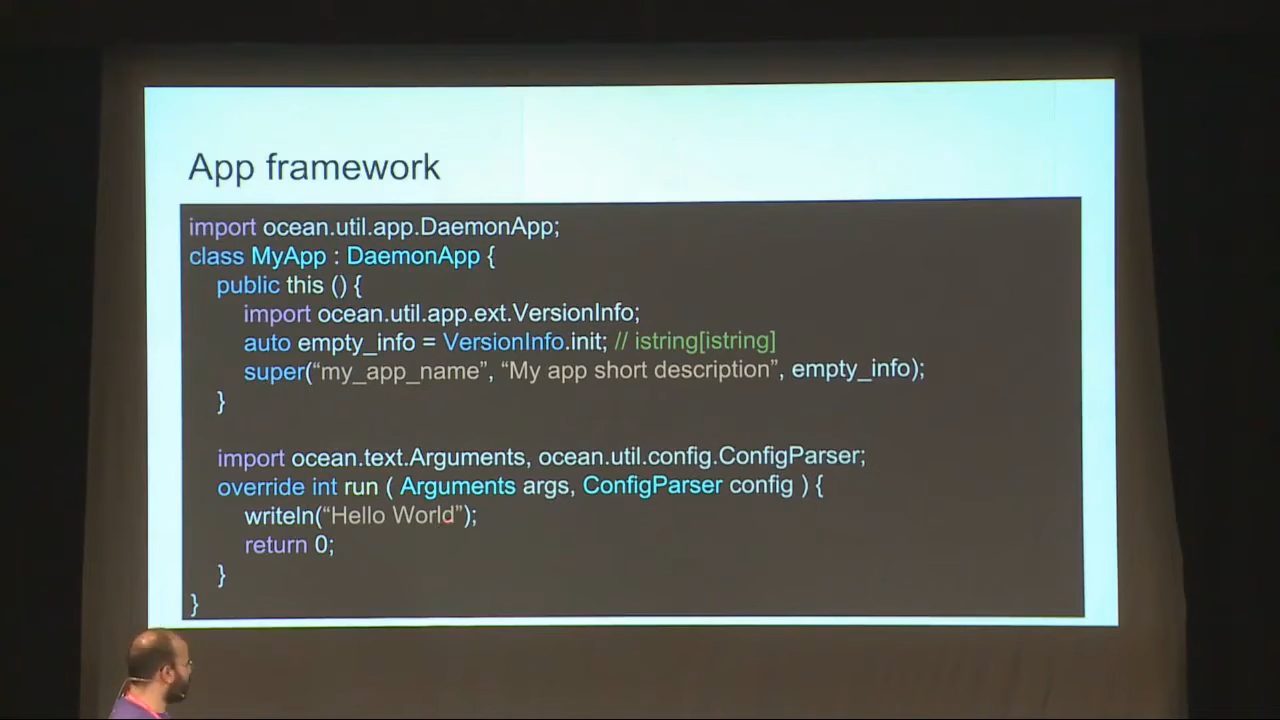 App framework
import ocean.util.app.DaemonApp;
class MyApp : DaemonApp {
public this () {
import ocean.util.app.ext.VersionInfo;
auto empty_info = VersionInfo.init; // istring[istring]
super(“my_app_name”, “My app short description”, empty_info);
}
import ocean.text.Arguments, ocean.util.config.ConfigParser;
override int run ( Arguments args, ConfigParser config ) {
writeln(“Hello World”);
return 0;
}
}